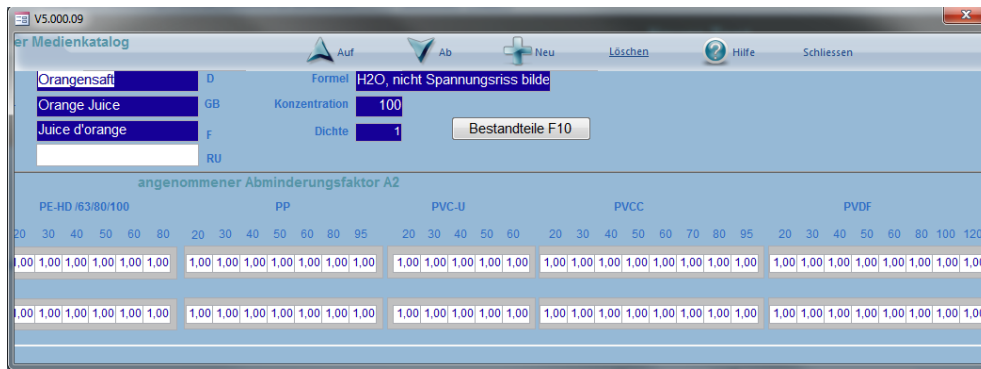 V5.000.09
er Medienkatalog Auf Ab Neu Löschen Hilfe Schliessen
Orangensaft D Formel H2O, nicht Spannungsriss bilde
Orange Juice GB Konzentration 100
Juice d'orange F Dichte 1 Bestandteile F10
RU
angenommener Abminderungsfaktor A2
PE-HD /63/80/100 PP PVC-U PVCC PVDF
20 30 40 50 60 80 20 30 40 50 60 80 95 20 30 40 50 60 20 30 40 50 60 70 80 95 20 30 40 50 60 80 100 120
1,00 1,00 1,00 1,00 1,00 1,00 1,00 1,00 1,00 1,00 1,00 1,00 1,00 1,00 1,00 1,00 1,00 1,00 1,00 1,00 1,00 1,00 1,00 1,00 1,00 1,00 1,00 1,00 1,00 1,00 1,00 1,00 1,00 1,0
1,00 1,00 1,00 1,00 1,00 1,00 1,00 1,00 1,00 1,00 1,00 1,00 1,00 1,00 1,00 1,00 1,00 1,00 1,00 1,00 1,00 1,00 1,00 1,00 1,00 1,00 1,00 1,00 1,00 1,00 1,00 1,00 1,00 1,0